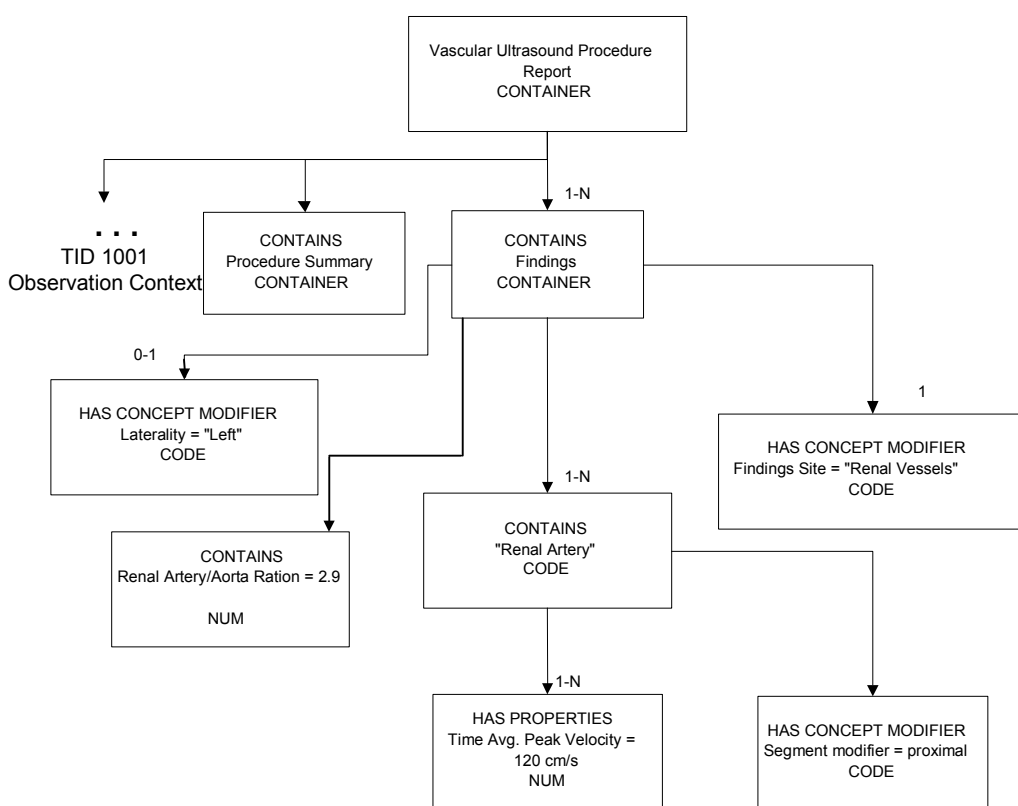 Vascular Ultrasound Procedure
Report
CONTAINER
1-N
. . .
TID 1001
Observation Context
CONTAINS
Procedure Summary
CONTAINER
CONTAINS
Findings
CONTAINER
0-1
1
HAS CONCEPT MODIFIER
Laterality = "Left"
CODE
HAS CONCEPT MODIFIER
Findings Site = "Renal Vessels"
CODE
1-N
CONTAINS
"Renal Artery"
CODE
CONTAINS
Renal Artery/Aorta Ration = 2.9
NUM
1-N
HAS PROPERTIES
Time Avg. Peak Velocity =
120 cm/s
NUM
HAS CONCEPT MODIFIER
Segment modifier = proximal
CODE